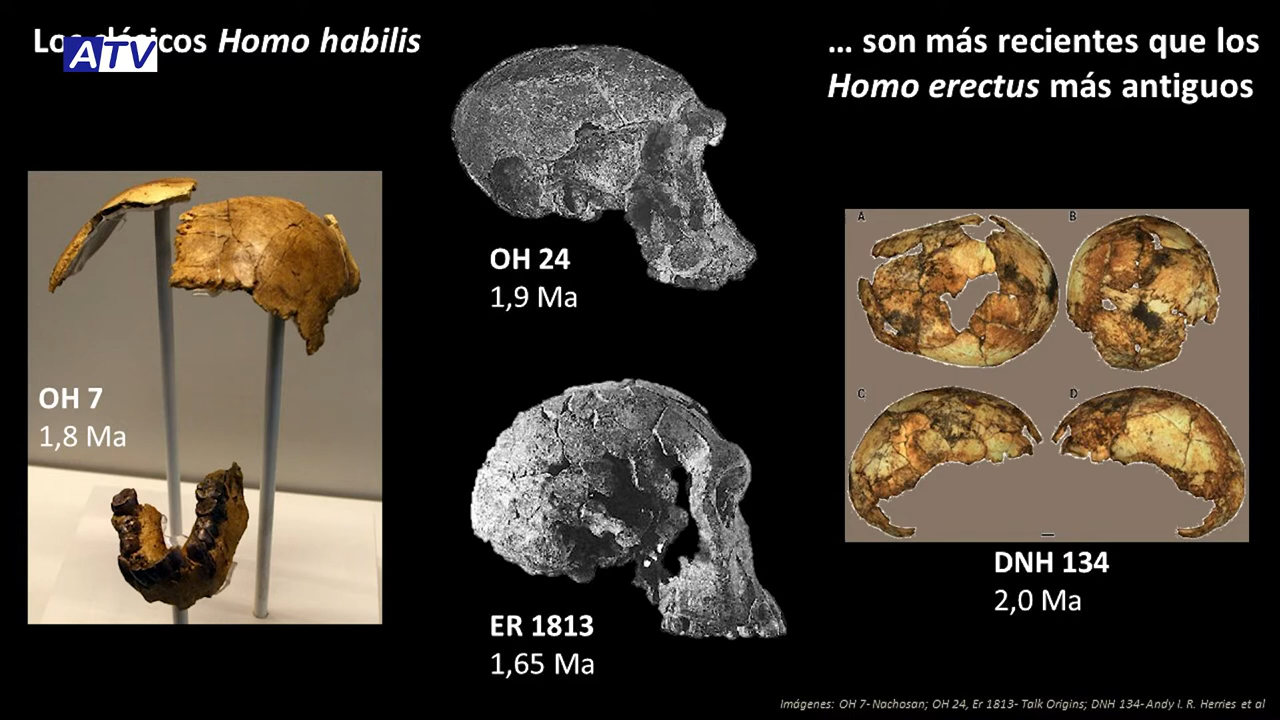 Los clásicos Homo habilis
ATV
… son más recientes que los
Homo erectus más antiguos
OH 24
1,9 Ma
OH 7
1,8 Ma
ER 1813
1,65 Ma
A
B
C
D
DNH 134
2,0 Ma
Imágenes: OH 7- Nachosan; OH 24, Er 1813- Talk Origins; DNH 134- Andy I. R. Herries et al